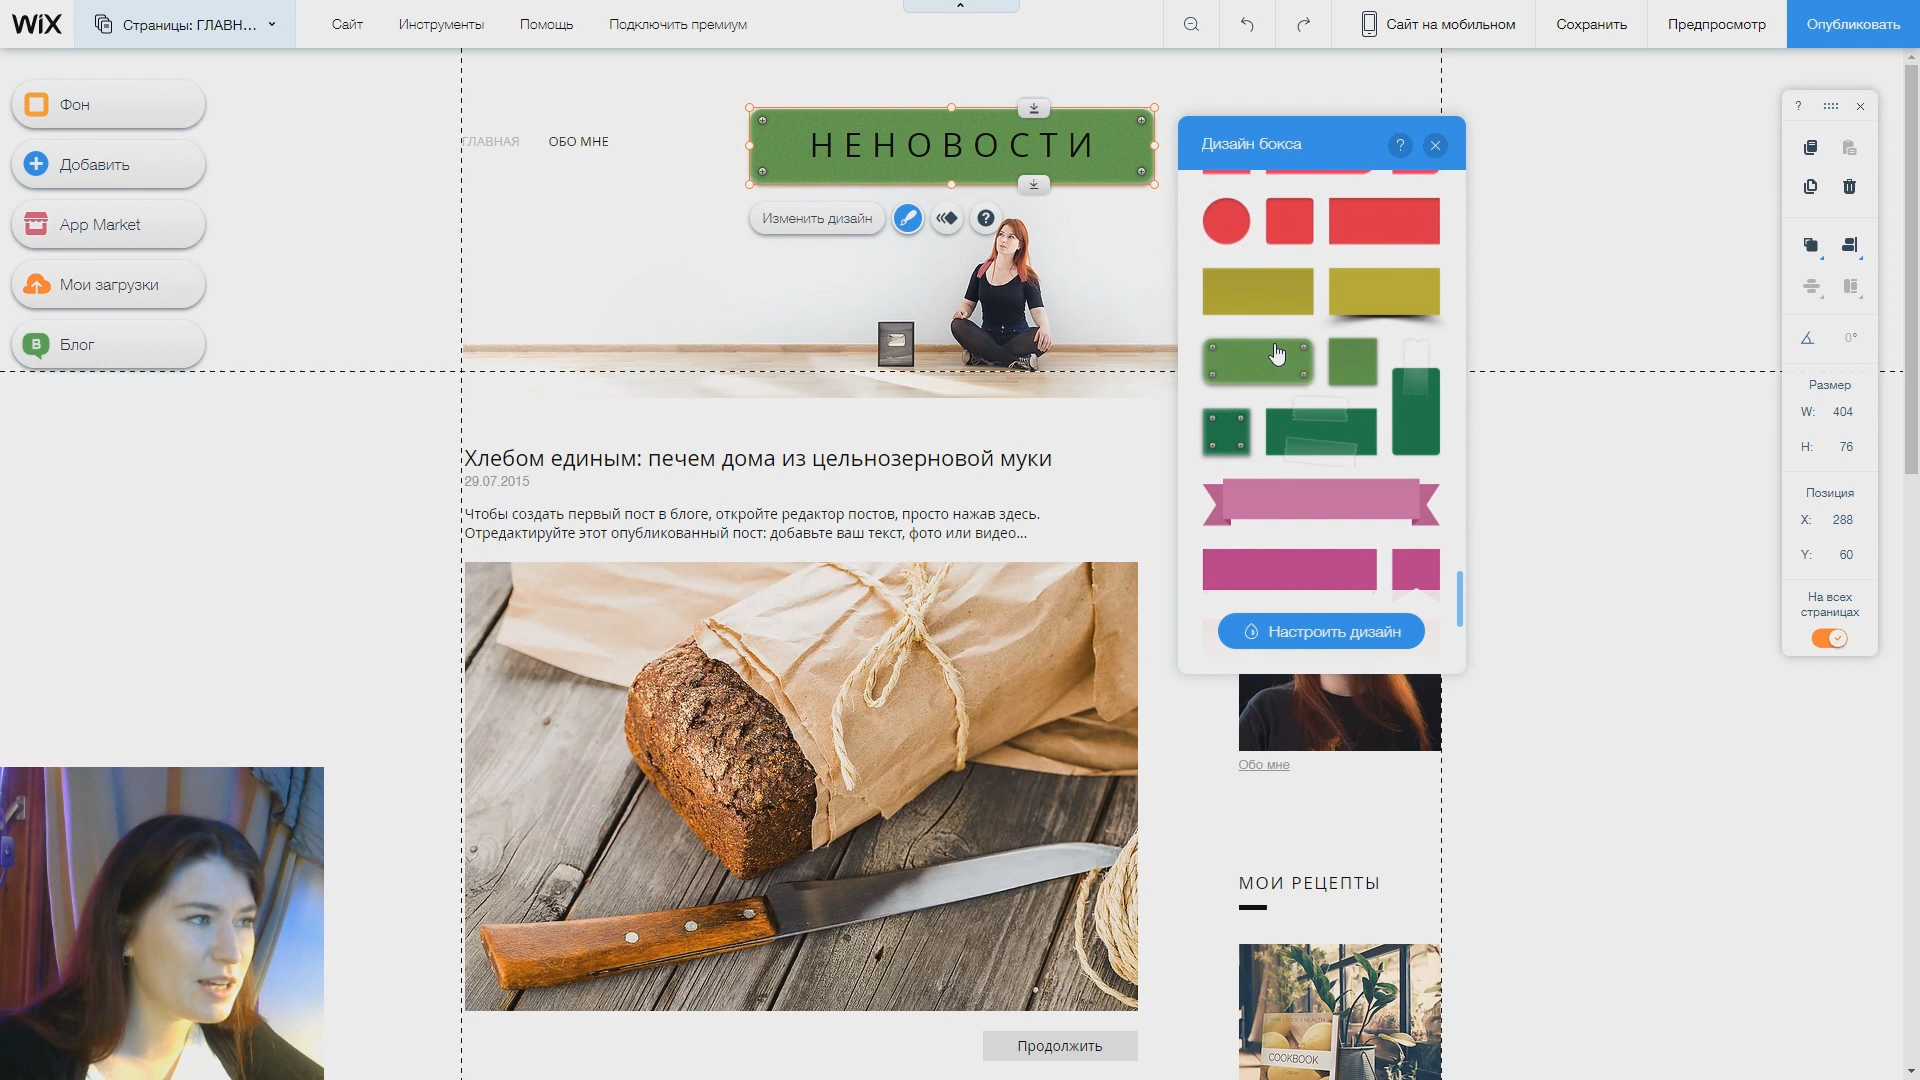 WiX
Страницы: ГЛАВН...
Сайт
Инструменты
Помощь
Подключить премиум
Сайт на мобильном
Сохранить
Предпросмотр
Опубликовать
Фон
Добавить
App Market
Мои загрузки
B
Блог
ГЛАВНАЯ
ОБО МНЕ
НЕНОВОСТИ
Изменить дизайн
?
Дизайн бокса
?
Настроить дизайн
?
0°
Размер
W: 404
H: 76
Позиция
X: 288
Y: 60
На всех
страницах
Хлебом единым: печем дома из цельнозерновой муки
29.07.2015
Чтобы создать первый пост в блоге, откройте редактор постов, просто нажав здесь.
Отредактируйте этот опубликованный пост: добавьте ваш текст, фото или видео...
Продолжить
Обо мне
МОИ РЕЦЕПТЫ
COOKBOOK